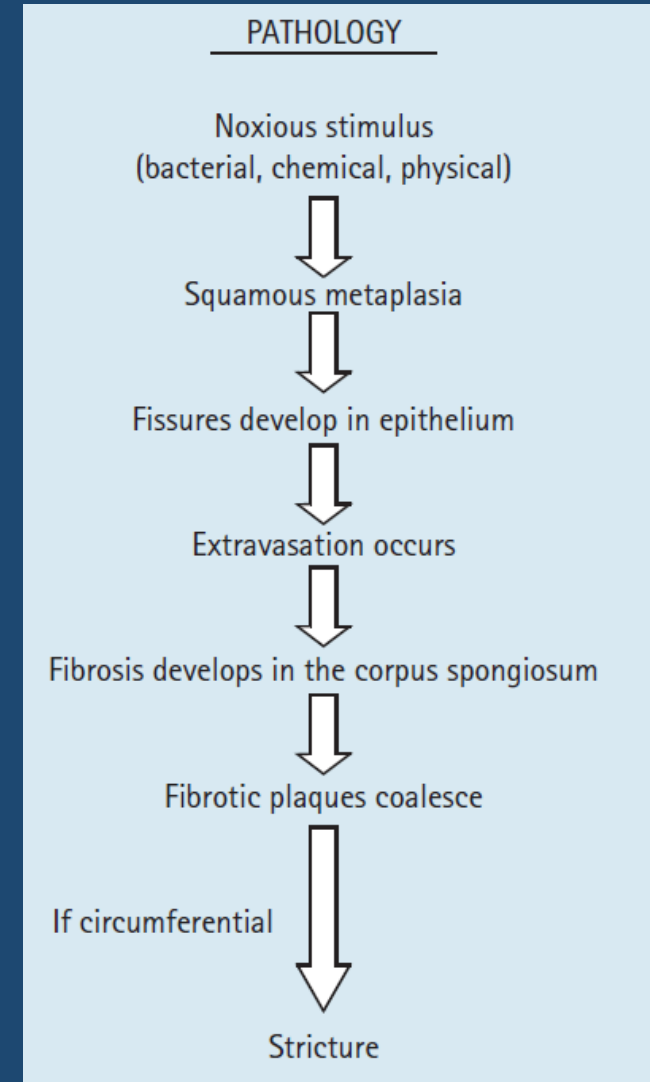 PATHOLOGY
Noxious stimulus
(bacterial, chemical, physical)
Squamous metaplasia
Fissures develop in epithelium
Extravasation occurs
Fibrosis develops in the corpus spongiosum
Fibrotic plaques coalesce
If circumferential
Stricture